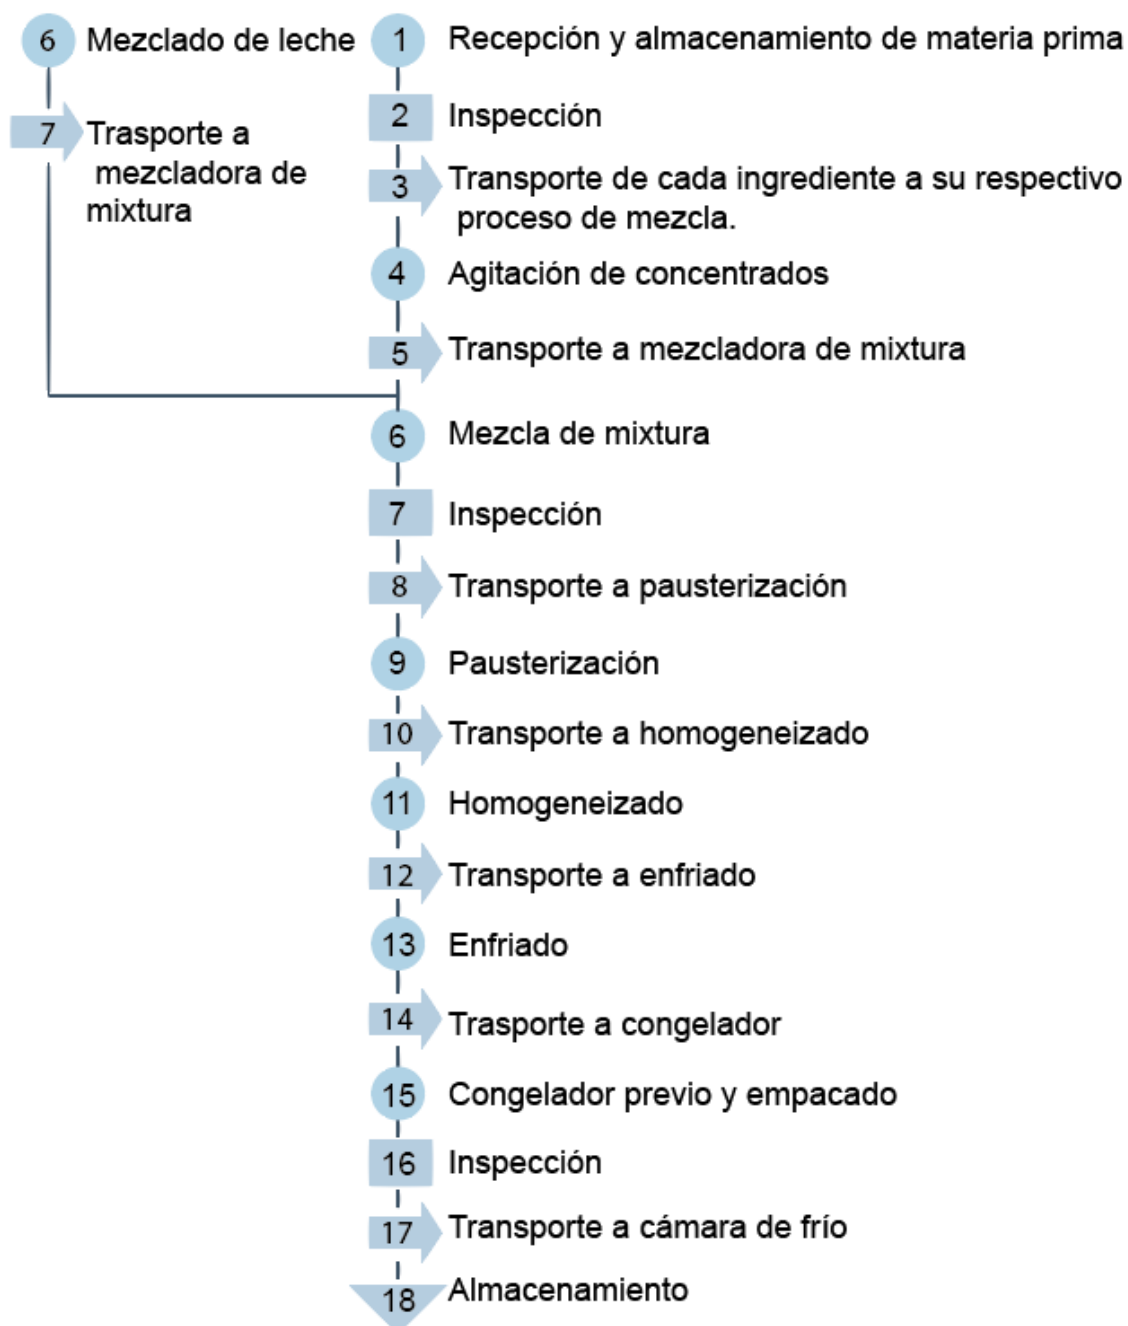 6 Mezclado de leche
7 Trasporte a
mezcladora de
mixtura
1 Recepción y almacenamiento de materia prima
2 Inspección
3 Transporte de cada ingrediente a su respectivo
proceso de mezcla.
4 Agitación de concentrados
5 Transporte a mezcladora de mixtura
6 Mezcla de mixtura
7 Inspección
8 Transporte a pausterización
9 Pausterización
10 Transporte a homogeneizado
11 Homogeneizado
12 Transporte a enfriado
13 Enfriado
14 Trasporte a congelador
15 Congelador previo y empacado
16 Inspección
17 Transporte a cámara de frío
18 Almacenamiento